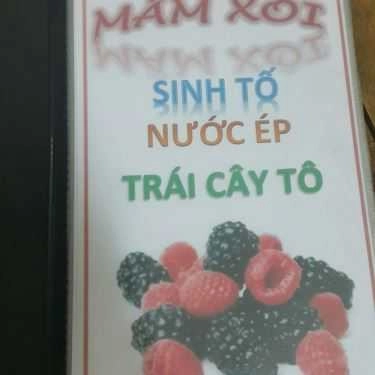 MÂM XÔI
SINH TỐ
NƯỚC ÉP
TRÁI CÂY TÔ